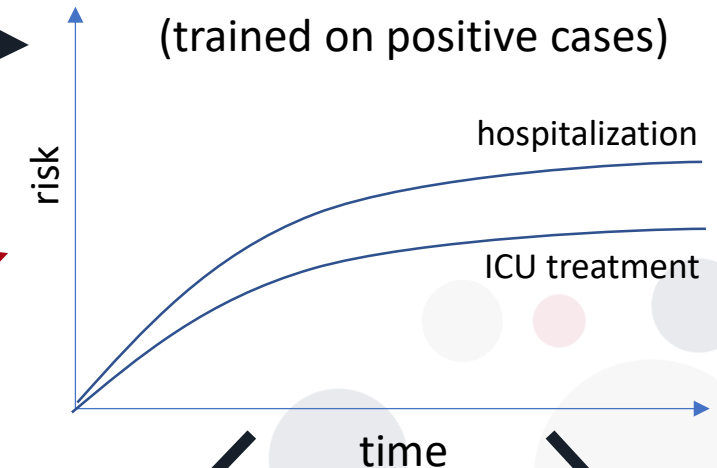 (trained on positive cases)
hospitalization
risk
ICU treatment
time